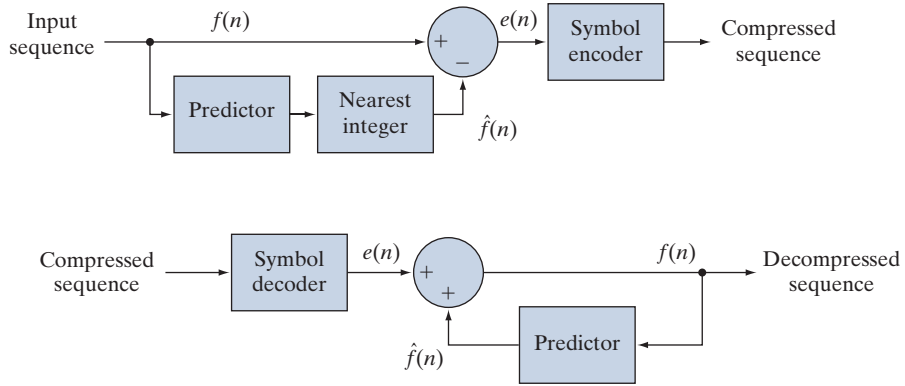 Input
sequence
f(n)
+
−
e(n)
Symbol
encoder
Compressed
sequence
Predictor
Nearest
integer
f̂(n)
Compressed
sequence
Symbol
decoder
e(n)
+
+
f(n)
Decompressed
sequence
f̂(n)
Predictor